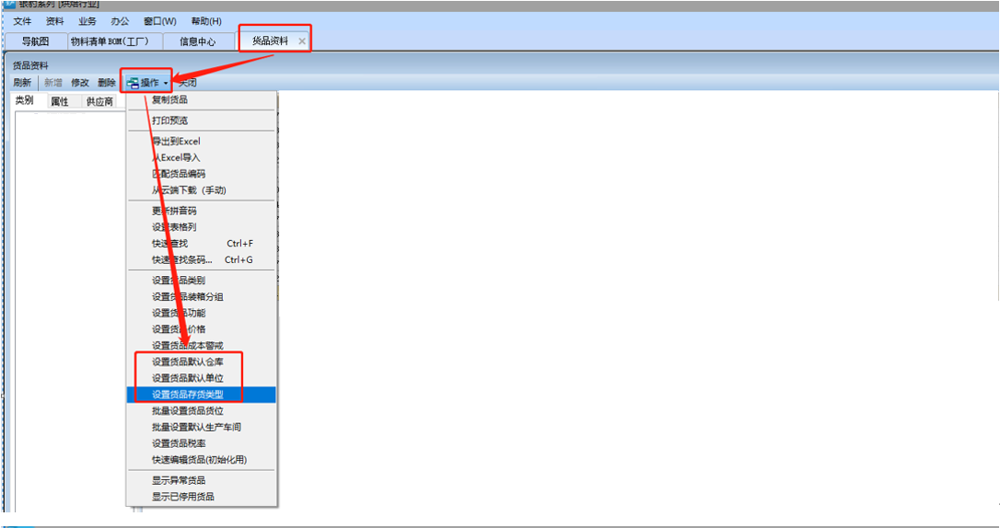 银豹系列 [烘焙行业]
文件 资料 业务 办公 窗口(W) 帮助(H)
导航图 物料清单BOM(工厂) 信息中心 货品资料
货品资料
刷新 新增 修改 删除 操作 关闭
类别 属性 供应商
复制货品
打印预览
导出到Excel
从Excel导入
匹配货品编码
从云端下载（手动)
更新拼音码
设置表格列
快速查找 Ctrl+F
快速查找条码... Ctrl+G
设置货品类别
设置货品装箱分组
设置货品功能
设置货品价格
设置货品成本警戒
设置货品默认仓库
设置货品默认单位
设置货品存货类型
批量设置货品货位
批量设置默认生产车间
设置货品税率
快速编辑货品(初始化用)
显示异常货品
显示已停用货品